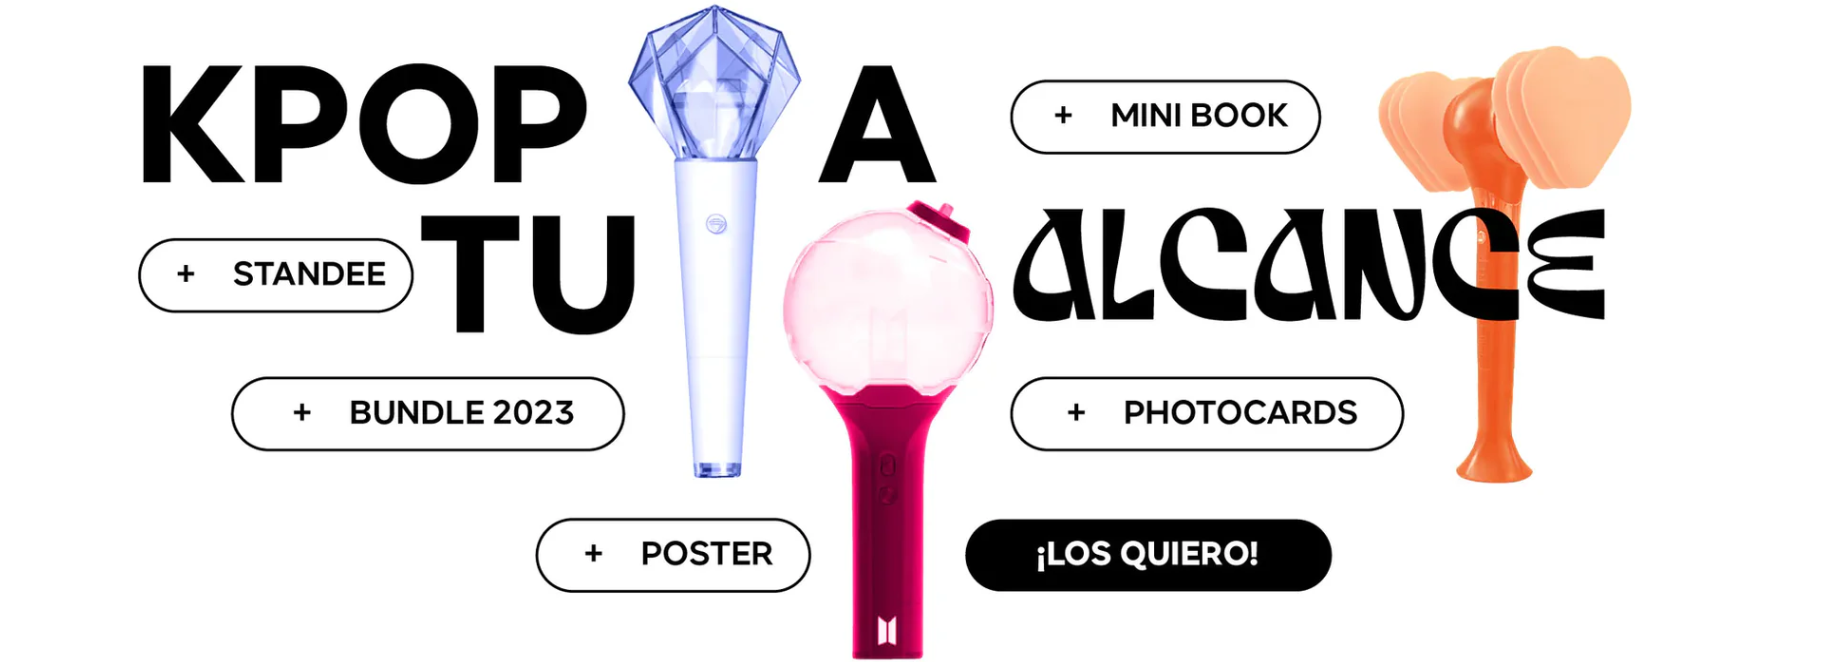 KPOP A
+ MINI BOOK
+ STANDEE
TU ALCANCE
+ BUNDLE 2023
+ PHOTOCARDS
+ POSTER
¡LOS QUIERO!